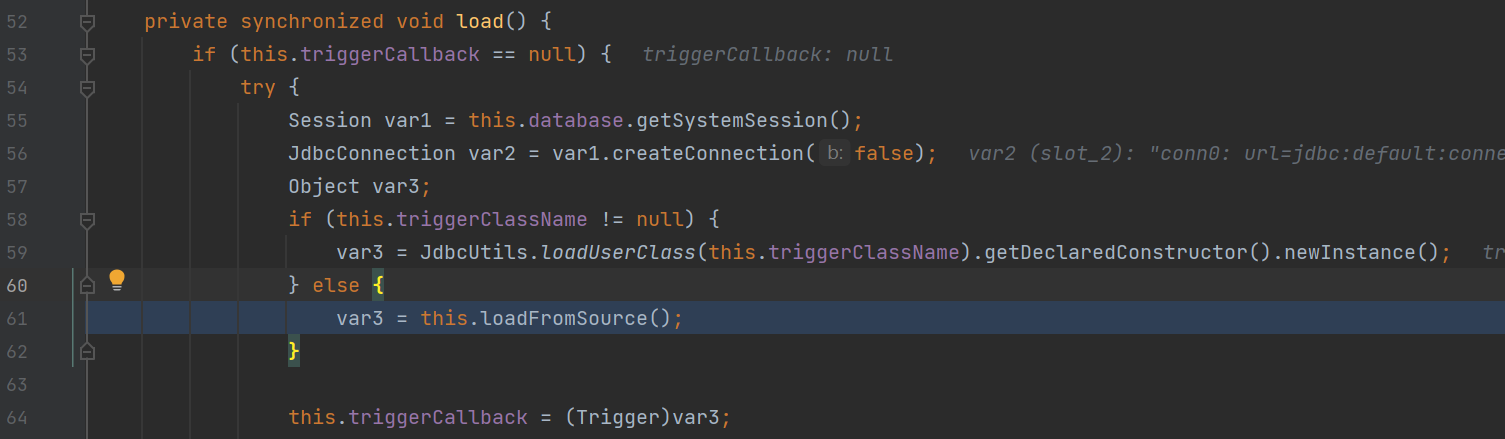 52 private synchronized void load() {
53 if (this.triggerCallback == null) { triggerCallback: null
54 try {
55 Session var1 = this.database.getSystemSession();
56 JdbcConnection var2 = var1.createConnection( b: false); var2 (slot_2): "conn0: url=jdbc:default:conne
57 Object var3;
58 if (this.triggerClassName != null) {
59 var3 = JdbcUtils.loadUserClass(this.triggerClassName).getDeclaredConstructor().newInstance(); tr
60 } else {
61 var3 = this.loadFromSource();
62 }
63
64 this.triggerCallback = (Trigger)var3;